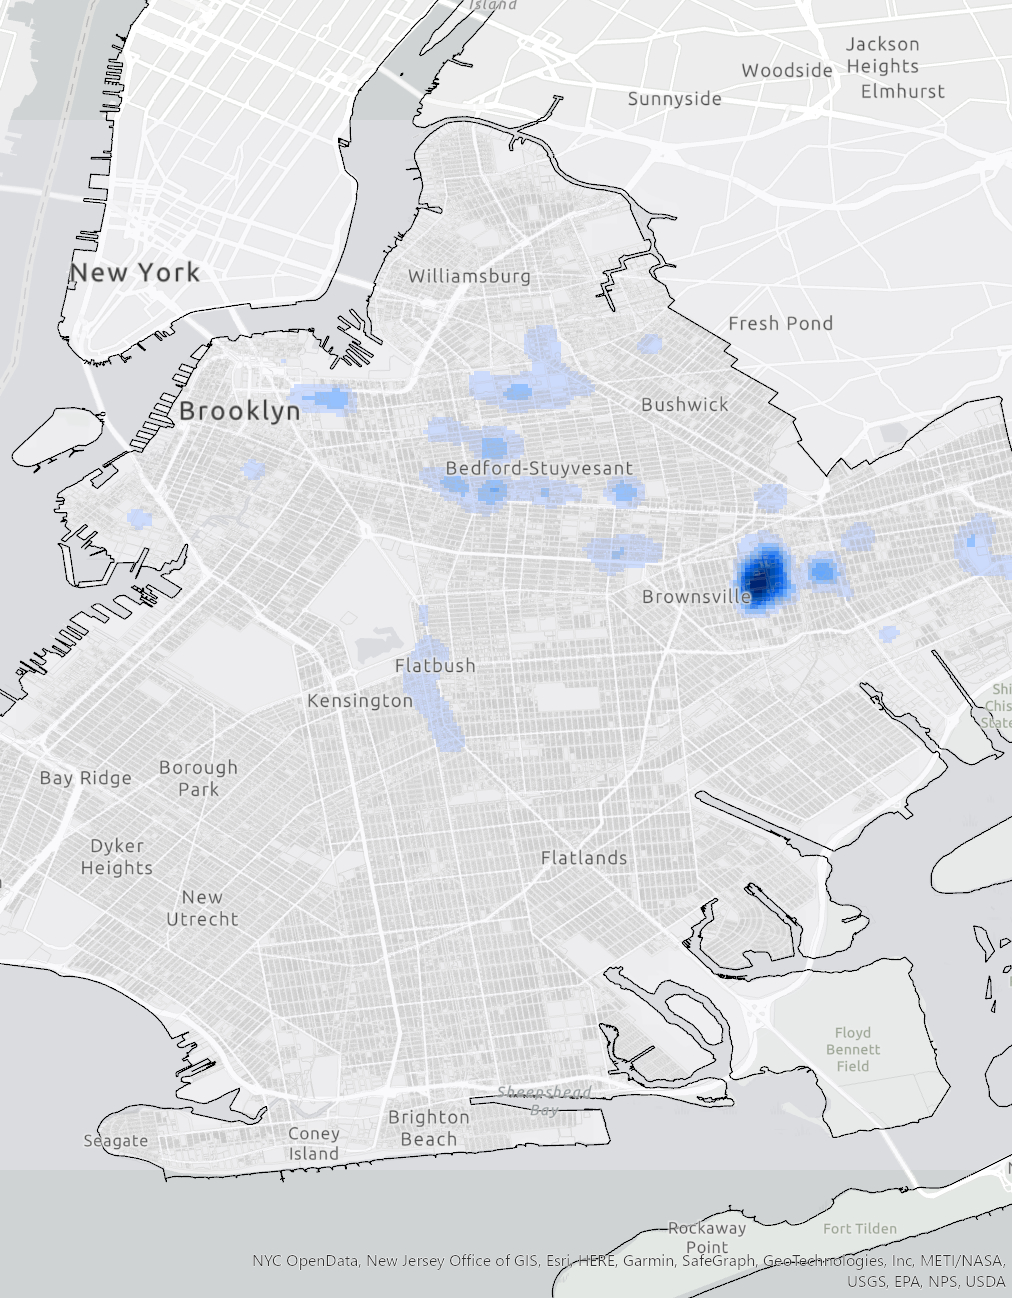 Island
Jackson
Heights
Woodside
Elmhurst
Sunnyside
New York
Williamsburg
Fresh Pond
Brooklyn
Bushwick
Bedford-Stuyvesant
Brownsville
Flatbush
Kensington
Bay Ridge
Borough
Park
Dyker
Heights
Flatlands
New
Utrecht
Floyd
Bennett
Field
Sheepshead
Bay
Brighton
Beach
Coney
Island
Seagate
Rockaway
Point
Fort Tilden
NYC OpenData, New Jersey Office of GIS, Esri, HERE, Garmin, SafeGraph, GeoTechnologies, Inc, METI/NASA,
USGS, EPA, NPS, USDA